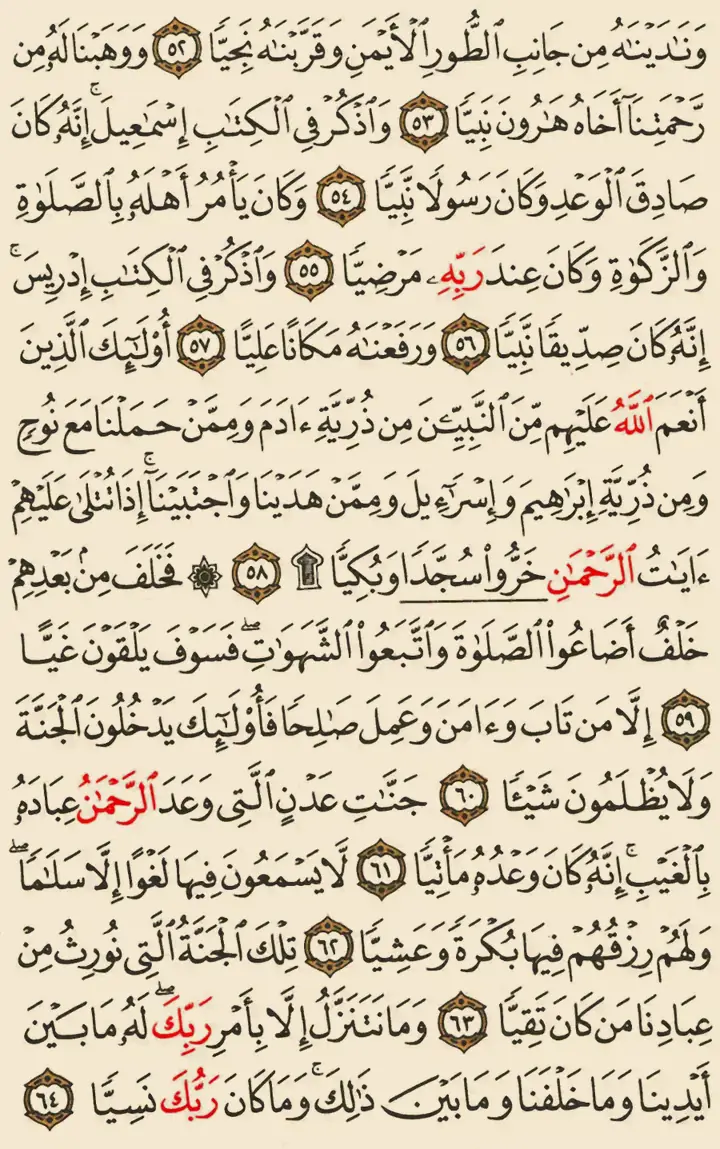 وَنَٰدَيْنَٰهُ مِن جَانِبِ ٱلطُّورِ ٱلْأَيْمَنِ وَقَرَّبْنَٰهُ نَجِيًّا ٥٢ وَوَهَبْنَا لَهُۥ مِن
رَّحْمَتِنَآ أَخَاهُ هَٰرُونَ نَبِيًّا ٥٣ وَٱذْكُرْ فِى ٱلْكِتَٰبِ إِسْمَٰعِيلَ ۚ إِنَّهُۥ كَانَ
صَادِقَ ٱلْوَعْدِ وَكَانَ رَسُولًا نَّبِيًّا ٥٤ وَكَانَ يَأْمُرُ أَهْلَهُۥ بِٱلصَّلَوٰةِ
وَٱلزَّكَوٰةِ وَكَانَ عِندَ رَبِّهِۦ مَرْضِيًّا ٥٥ وَٱذْكُرْ فِى ٱلْكِتَٰبِ إِدْرِيسَ ۚ
إِنَّهُۥ كَانَ صِدِّيقًا نَّبِيًّا ٥٦ وَرَفَعْنَٰهُ مَكَانًا عَلِيًّا ٥٧ أُو۟لَٰٓئِكَ ٱلَّذِينَ
أَنْعَمَ ٱللَّهُ عَلَيْهِم مِّنَ ٱلنَّبِيِّـۧنَ مِن ذُرِّيَّةِ ءَادَمَ وَمِمَّنْ حَمَلْنَا مَعَ نُوحٍ
وَمِن ذُرِّيَّةِ إِبْرَٰهِيمَ وَإِسْرَٰٓءِيلَ وَمِمَّنْ هَدَيْنَا وَٱجْتَبَيْنَآ ۚ إِذَا تُتْلَىٰ عَلَيْهِمْ
ءَايَٰتُ ٱلرَّحْمَٰنِ خَرُّوا۟ سُجَّدًا وَبُكِيًّا ۩ ٥٨ ۞ فَخَلَفَ مِنۢ بَعْدِهِمْ
خَلْفٌ أَضَاعُوا۟ ٱلصَّلَوٰةَ وَٱتَّبَعُوا۟ ٱلشَّهَوَٰتِ ۖ فَسَوْفَ يَلْقَوْنَ غَيًّا
٥٩ إِلَّا مَن تَابَ وَءَامَنَ وَعَمِلَ صَٰلِحًا فَأُو۟لَٰٓئِكَ يَدْخُلُونَ ٱلْجَنَّةَ
وَلَا يُظْلَمُونَ شَيْـًٔا ٦٠ جَنَّٰتِ عَدْنٍ ٱلَّتِى وَعَدَ ٱلرَّحْمَٰنُ عِبَادَهُۥ
بِٱلْغَيْبِ ۚ إِنَّهُۥ كَانَ وَعْدُهُۥ مَأْتِيًّا ٦١ لَّا يَسْمَعُونَ فِيهَا لَغْوًا إِلَّا سَلَٰمًا ۖ
وَلَهُمْ رِزْقُهُمْ فِيهَا بُكْرَةً وَعَشِيًّا ٦٢ تِلْكَ ٱلْجَنَّةُ ٱلَّتِى نُورِثُ مِنْ
عِبَادِنَا مَن كَانَ تَقِيًّا ٦٣ وَمَا نَتَنَزَّلُ إِلَّا بِأَمْرِ رَبِّكَ ۖ لَهُۥ مَا بَيْنَ
أَيْدِينَا وَمَا خَلْفَنَا وَمَا بَيْنَ ذَٰلِكَ ۚ وَمَا كَانَ رَبُّكَ نَسِيًّا ٦٤